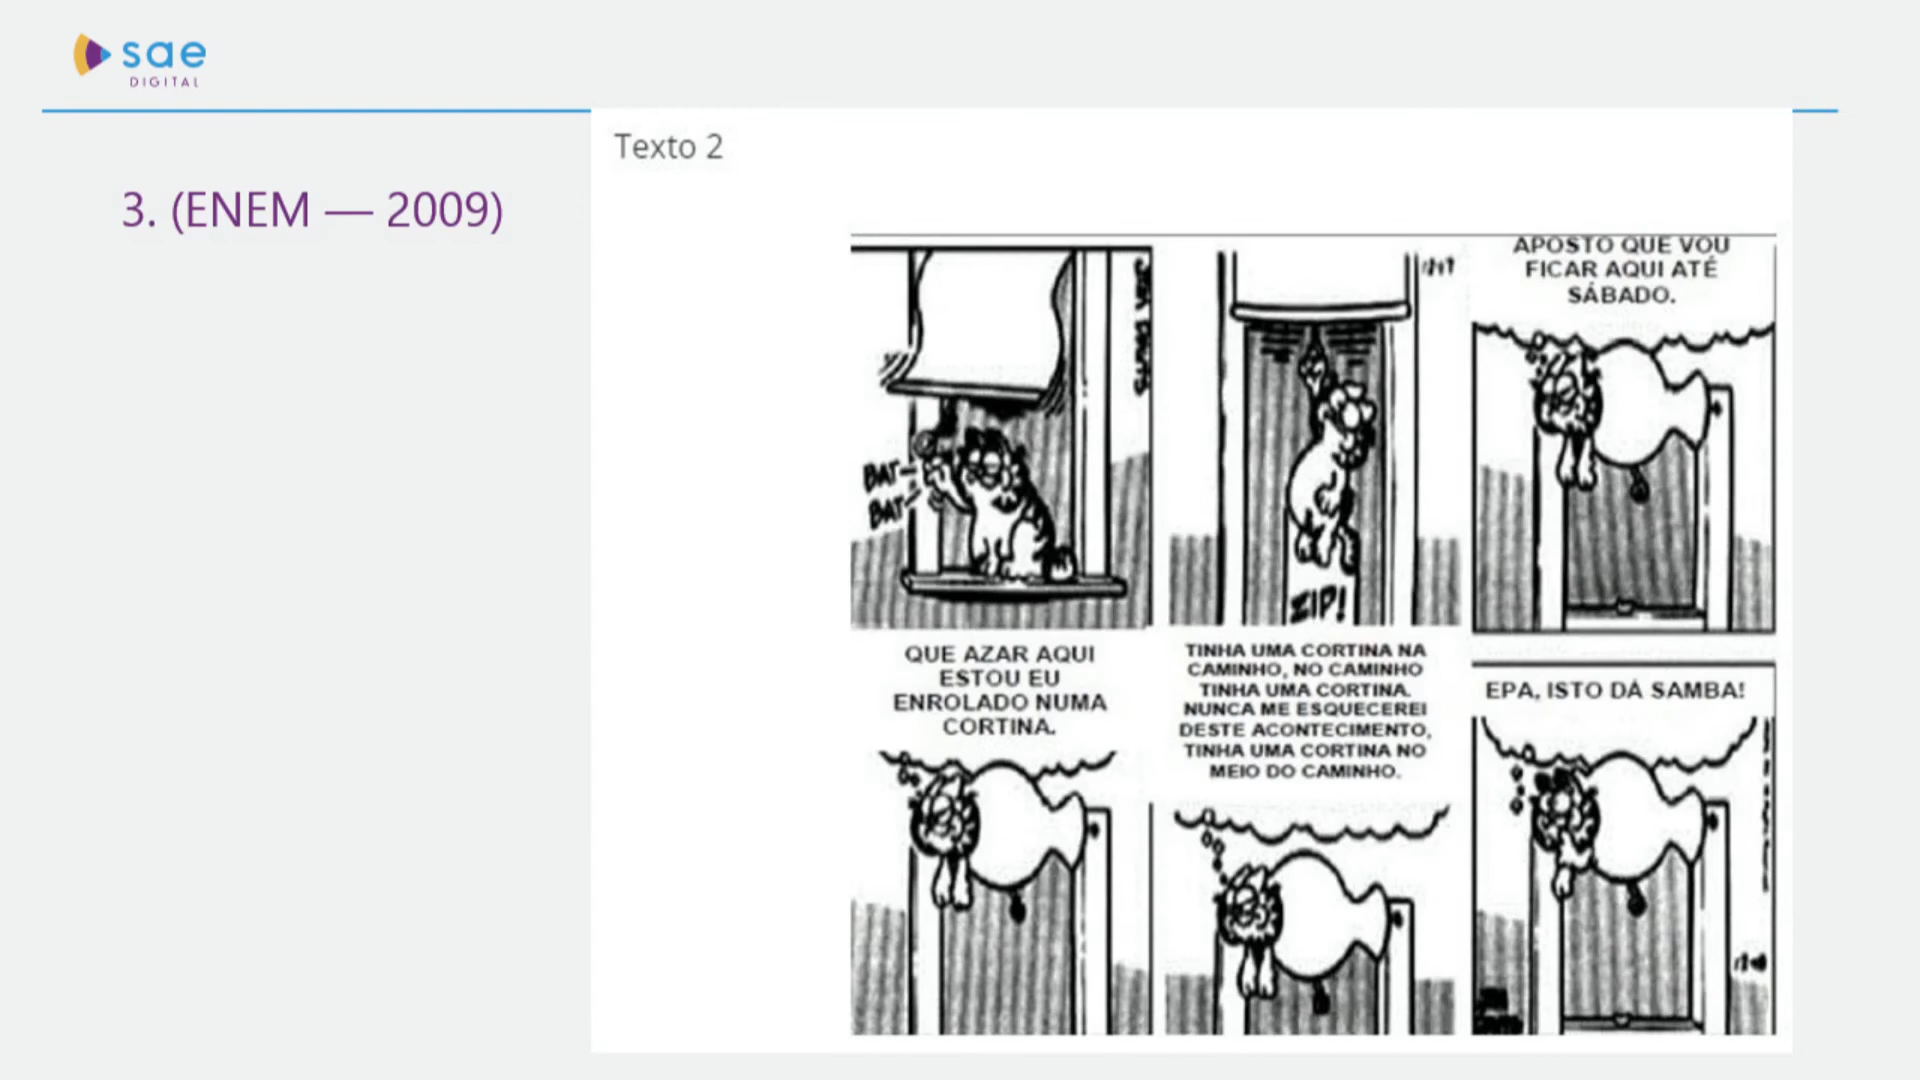 sae
DIGITAL
3. (ENEM — 2009)
Texto 2
BAT-
BAT-
ZIP!
APOSTO QUE VOU
FICAR AQUI ATÉ
SÁBADO.
QUE AZAR AQUI
ESTOU EU
ENROLADO NUMA
CORTINA.
TINHA UMA CORTINA NA
CAMINHO, NO CAMINHO
TINHA UMA CORTINA.
NUNCA ME ESQUECEREI
DESTE ACONTECIMENTO,
TINHA UMA CORTINA NO
MEIO DO CAMINHO.
EPA, ISTO DÁ SAMBA!